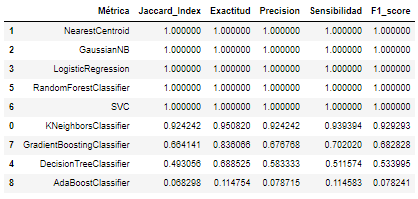 Métrica Jaccard_Index Exactitud Precision Sensibilidad F1_score
1 NearestCentroid 1.000000 1.000000 1.000000 1.000000 1.000000
2 GaussianNB 1.000000 1.000000 1.000000 1.000000 1.000000
3 LogisticRegression 1.000000 1.000000 1.000000 1.000000 1.000000
5 RandomForestClassifier 1.000000 1.000000 1.000000 1.000000 1.000000
6 SVC 1.000000 1.000000 1.000000 1.000000 1.000000
0 KNeighborsClassifier 0.924242 0.950820 0.924242 0.939394 0.929293
7 GradientBoostingClassifier 0.664141 0.836066 0.676768 0.702020 0.682828
4 DecisionTreeClassifier 0.493056 0.688525 0.583333 0.511574 0.533995
8 AdaBoostClassifier 0.068298 0.114754 0.078715 0.114583 0.078241